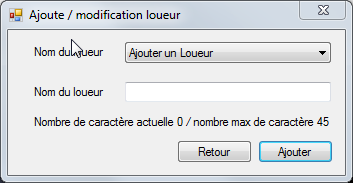 Ajoute / modification loueur
Nom du loueur Ajouter un Loueur
Nom du loueur
Nombre de caractère actuelle 0 / nombre max de caractère 45
Retour Ajouter